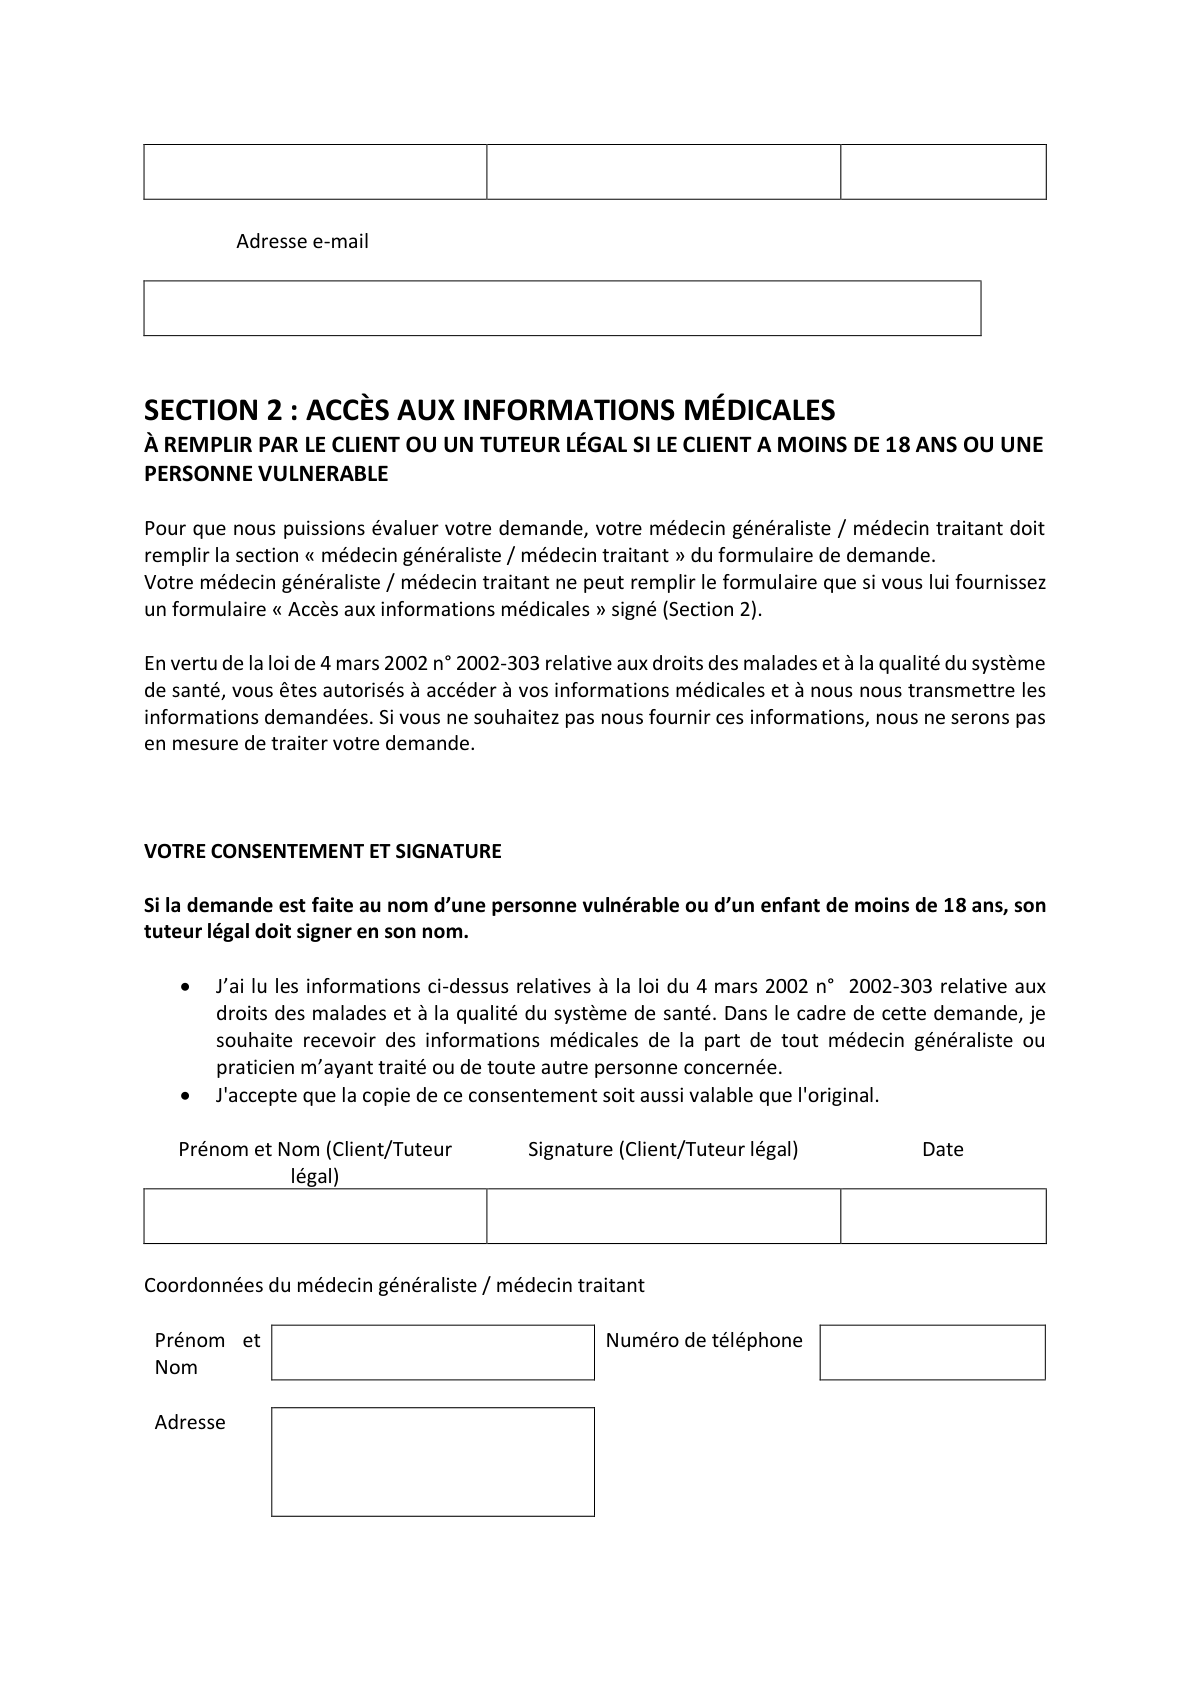 Adresse e-mail
SECTION 2 : ACCÈS AUX INFORMATIONS MÉDICALES
À REMPLIR PAR LE CLIENT OU UN TUTEUR LÉGAL SI LE CLIENT A MOINS DE 18 ANS OU UNE
PERSONNE VULNERABLE
Pour que nous puissions évaluer votre demande, votre médecin généraliste / médecin traitant doit
remplir la section « médecin généraliste / médecin traitant » du formulaire de demande.
Votre médecin généraliste / médecin traitant ne peut remplir le formulaire que si vous lui fournissez
un formulaire « Accès aux informations médicales » signé (Section 2).
En vertu de la loi de 4 mars 2002 n° 2002-303 relative aux droits des malades et à la qualité du système
de santé, vous êtes autorisés à accéder à vos informations médicales et à nous nous transmettre les
informations demandées. Si vous ne souhaitez pas nous fournir ces informations, nous ne serons pas
en mesure de traiter votre demande.
VOTRE CONSENTEMENT ET SIGNATURE
Si la demande est faite au nom d’une personne vulnérable ou d’un enfant de moins de 18 ans, son
tuteur légal doit signer en son nom.
• J’ai lu les informations ci-dessus relatives à la loi du 4 mars 2002 n° 2002-303 relative aux
droits des malades et à la qualité du système de santé. Dans le cadre de cette demande, je
souhaite recevoir des informations médicales de la part de tout médecin généraliste ou
praticien m’ayant traité ou de toute autre personne concernée.
• J'accepte que la copie de ce consentement soit aussi valable que l'original.
Prénom et Nom (Client/Tuteur légal)
Signature (Client/Tuteur légal)
Date
Coordonnées du médecin généraliste / médecin traitant
Prénom et
Nom
Numéro de téléphone
Adresse